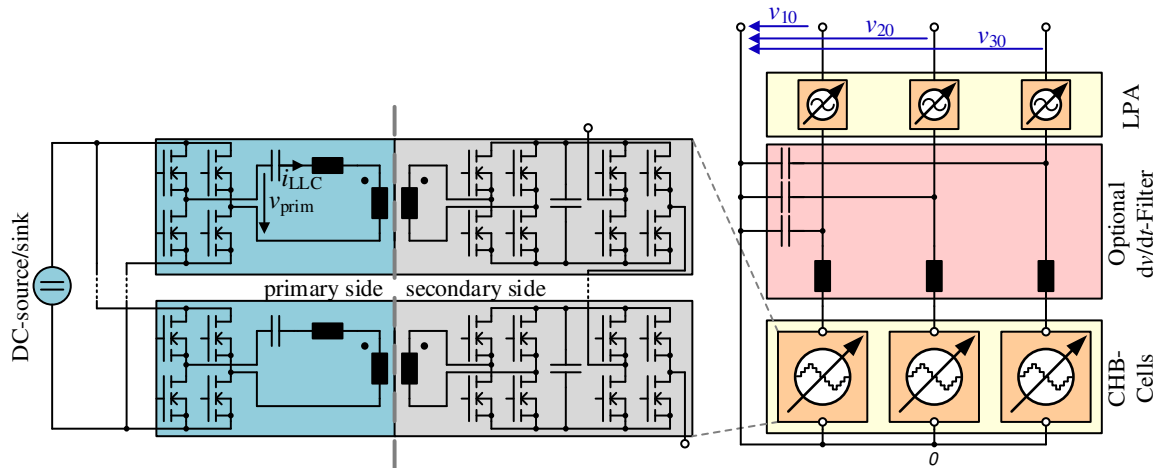 v10
v20
v30
LPA
iLLC
vprim
DC-source/sink
Optional
dv/dt-Filter
primary side
secondary side
CHB-
Cells
0